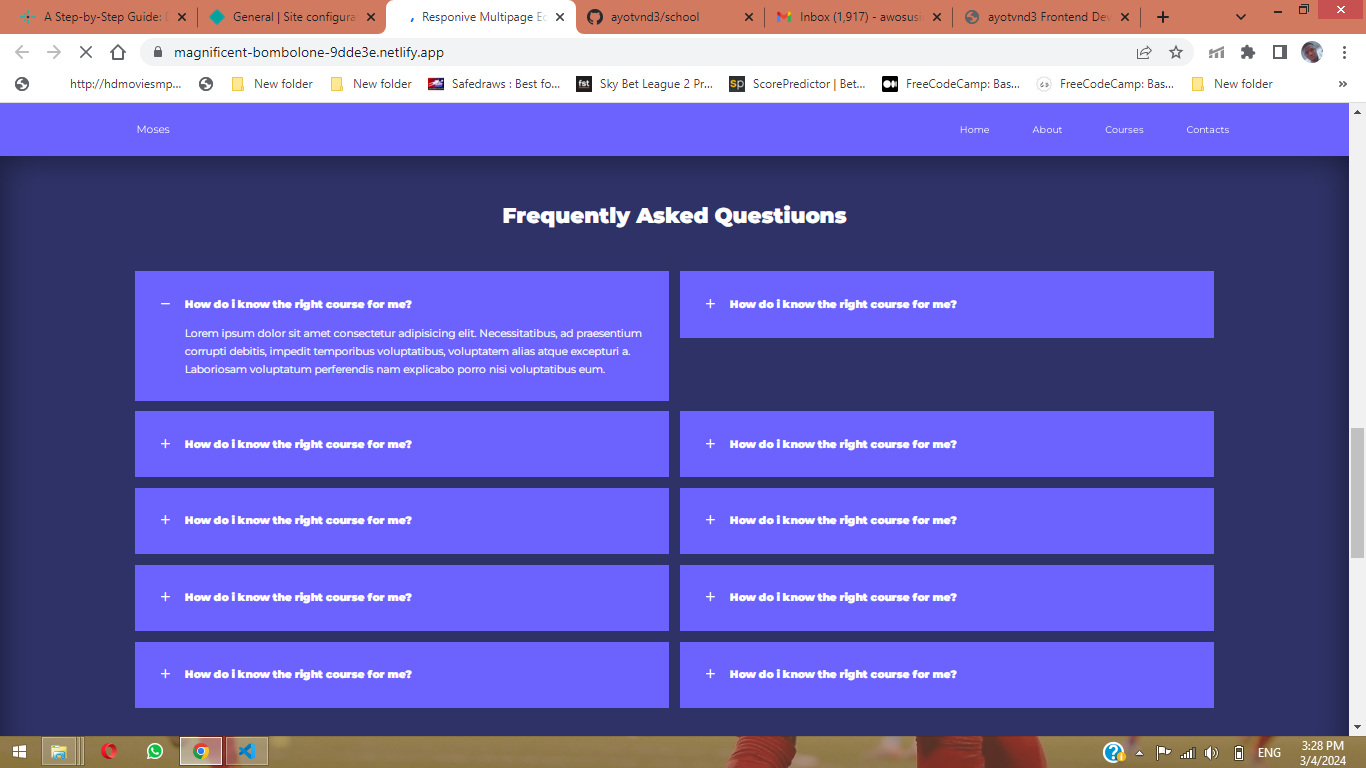 A Step-by-Step Guide:
General | Site configura
Responive Multipage Ed
ayotvnd3/school
Inbox (1,917) - awosusi
ayotvnd3 Frontend Dev
magnificent-bombolone-9dde3e.netlify.app
http://hdmoviesmp...
New folder
New folder
Safedraws : Best fo...
fst
Sky Bet League 2 Pr...
sp
ScorePredictor | Bet...
FreeCodeCamp: Bas...
FreeCodeCamp: Bas...
New folder
»
Moses
Home
About
Courses
Contacts
Frequently Asked Questiuons
− How do i know the right course for me?
Lorem ipsum dolor sit amet consectetur adipisicing elit. Necessitatibus, ad praesentium
corrupti debitis, impedit temporibus voluptatibus, voluptatem alias atque excepturi a.
Laboriosam voluptatum perferendis nam explicabo porro nisi voluptatibus eum.
+ How do i know the right course for me?
+ How do i know the right course for me?
+ How do i know the right course for me?
+ How do i know the right course for me?
+ How do i know the right course for me?
+ How do i know the right course for me?
+ How do i know the right course for me?
+ How do i know the right course for me?
+ How do i know the right course for me?
ENG
3:28 PM
3/4/2024